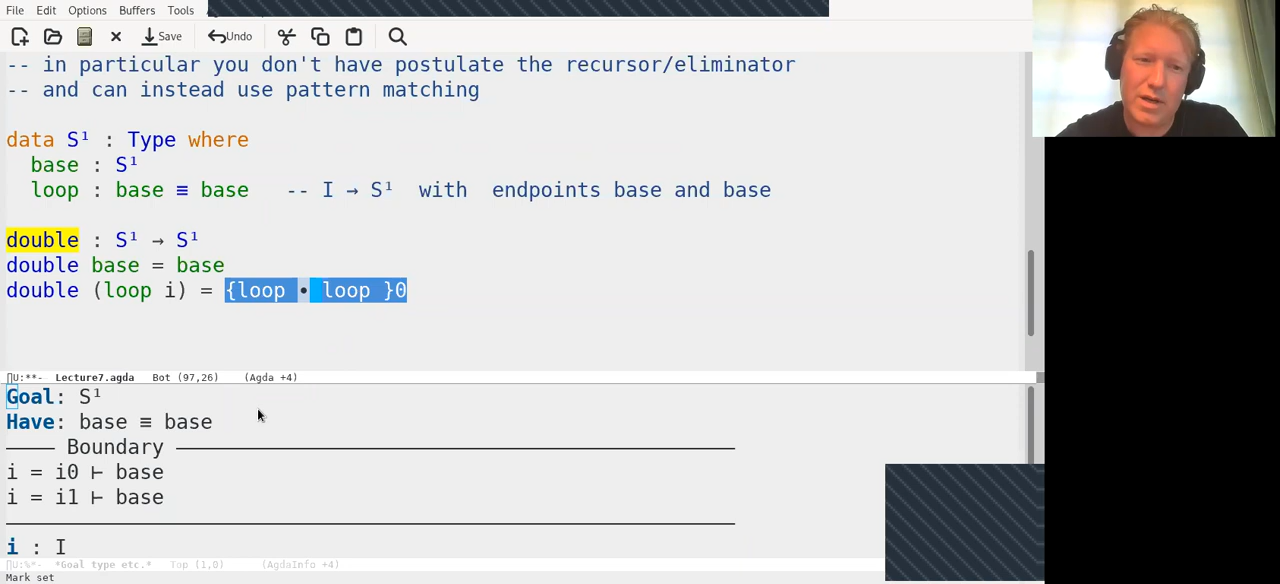 File Edit Options Buffers Tools
Save Undo
-- in particular you don't have postulate the recursor/eliminator
-- and can instead use pattern matching
data S¹ : Type where
base : S¹
loop : base ≡ base -- I → S¹ with endpoints base and base
double : S¹ → S¹
double base = base
double (loop i) = {loop ∙ loop }0
U:**- Lecture7.agda Bot (97,26) (Agda +4)
Goal: S¹
Have: base ≡ base
Boundary
i = i0 ⊢ base
i = i1 ⊢ base
i : I
U:%*- *Goal type etc.* Top (1,0) (AgdaInfo +4)
Mark set